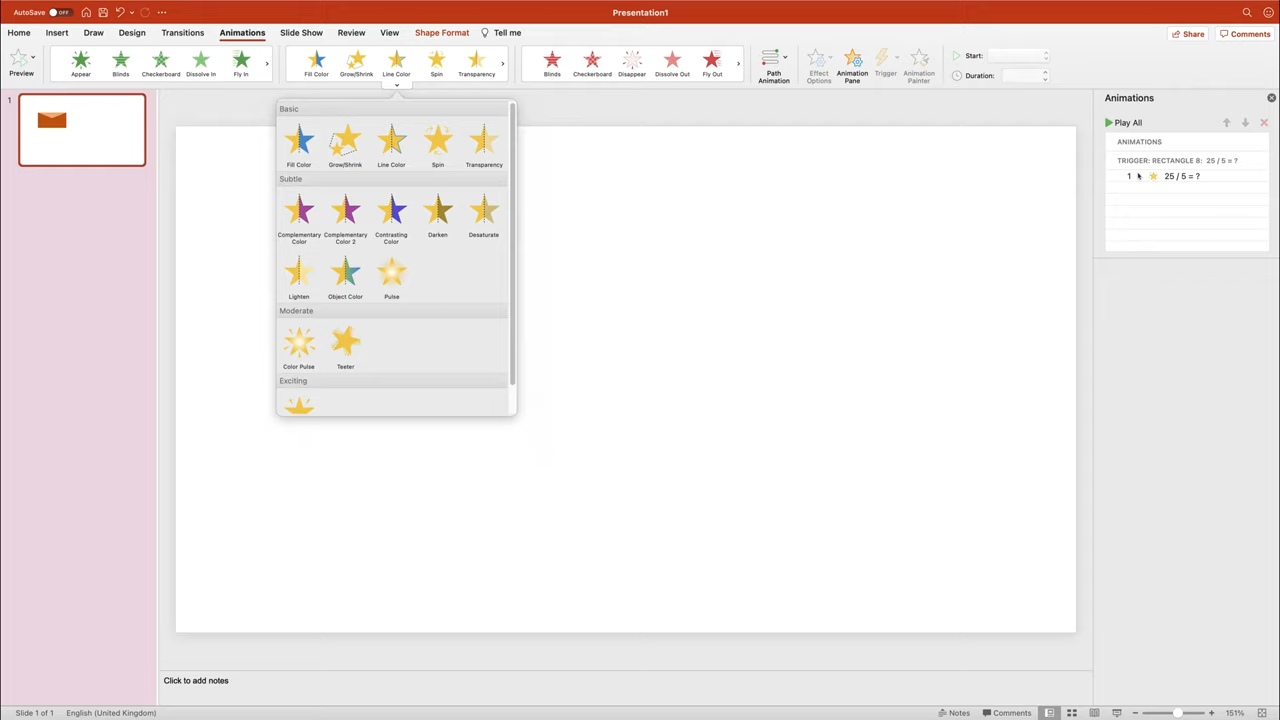 AutoSave OFF
Presentation1
Home Insert Draw Design Transitions Animations Slide Show Review View Shape Format Tell me
Share Comments
Preview
Appear Blinds Checkerboard Dissolve In Fly In
Fill Color Grow/Shrink Line Color Spin Transparency
Blinds Checkerboard Disappear Dissolve Out Fly Out
Path Animation
Effect Options
Animation Pane
Trigger
Animation Painter
Start:
Duration:
1
Basic
Fill Color Grow/Shrink Line Color Spin Transparency
Subtle
Complementary Color Complementary Color 2 Contrasting Color Darken Desaturate
Lighten Object Color Pulse
Moderate
Color Pulse Teeter
Exciting
Animations
Play All
ANIMATIONS
TRIGGER: RECTANGLE 8: 25 / 5 = ?
1 25 / 5 = ?
Click to add notes
Slide 1 of 1 English (United Kingdom) Notes Comments 151%